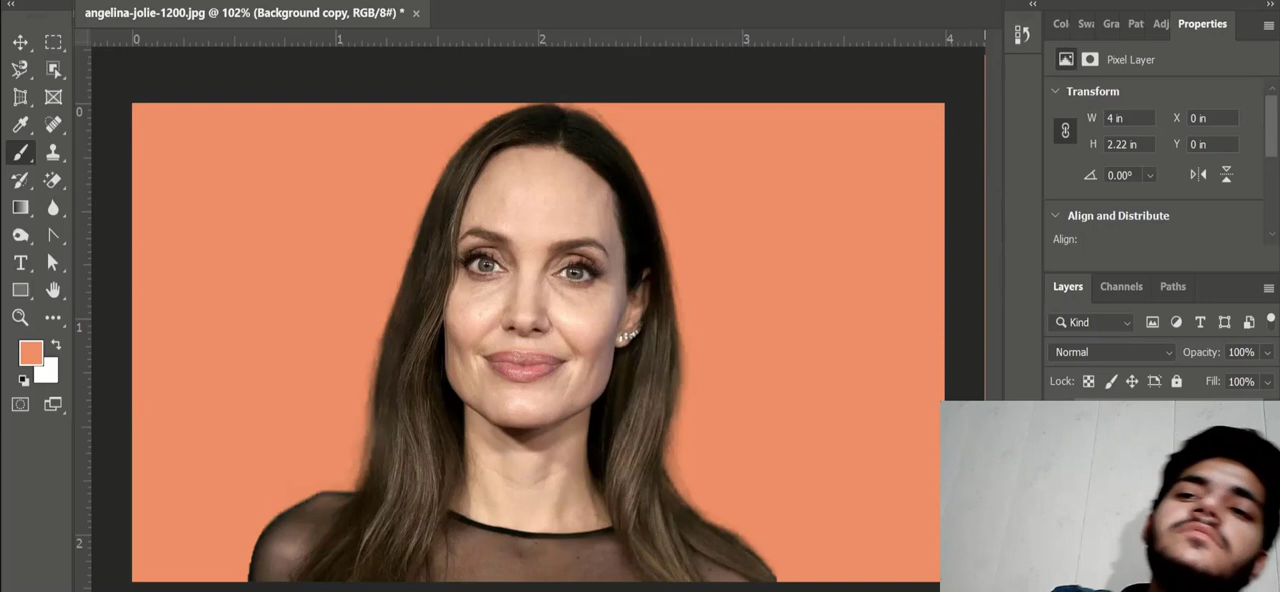 angelina-jolie-1200.jpg @ 102% (Background copy, RGB/8#) *
0 1 2 3 4
0
1
2
Col Swa Gra Pat Adj Properties
Pixel Layer
Transform
W 4 in X 0 in
H 2.22 in Y 0 in
0.00°
Align and Distribute
Align:
Layers Channels Paths
Kind
Normal Opacity: 100%
Lock: Fill: 100%